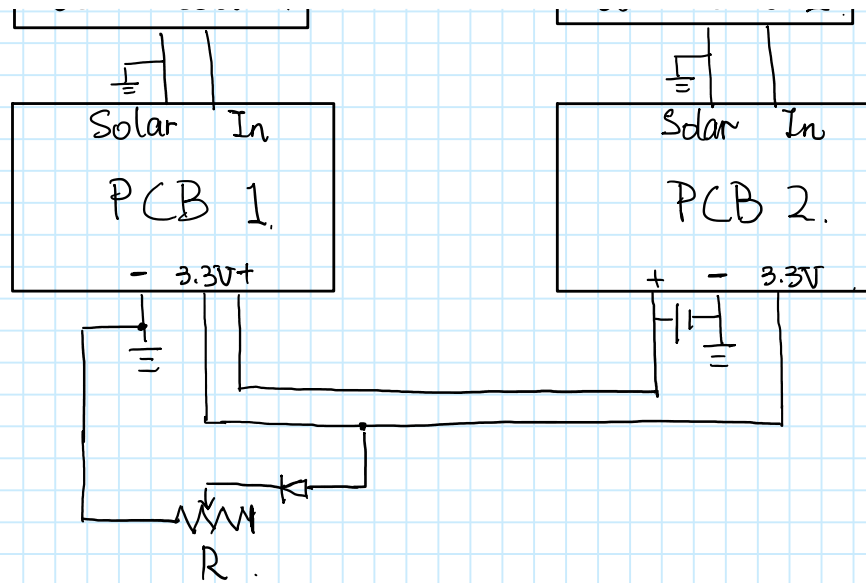 Solar In
Solar In
PCB 1.
PCB 2.
- 3.3V +
+ - 3.3V
R.